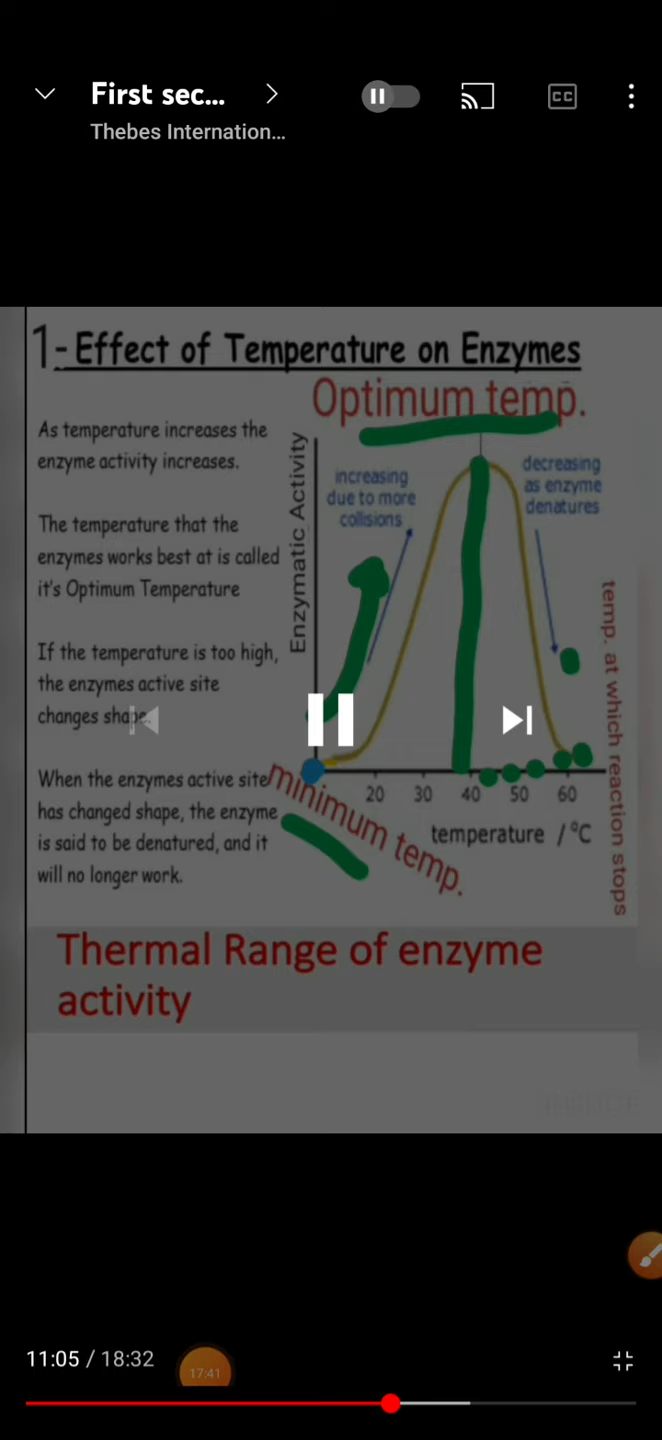 First sec...
Thebes Internation...
CC
1- Effect of Temperature on Enzymes
Optimum temp.
As temperature increases the
enzyme activity increases.
The temperature that the
enzymes works best at is called
it's Optimum Temperature
If the temperature is too high,
the enzymes active site
changes shape.
When the enzymes active site
has changed shape, the enzyme
is said to be denatured, and it
will no longer work.
Enzymatic Activity
increasing
due to more
collisions
decreasing
as enzyme
denatures
temp. at which reaction stops
minimum temp.
20 30 40 50 60
temperature / °C
Thermal Range of enzyme
activity
11:05 / 18:32
17:41